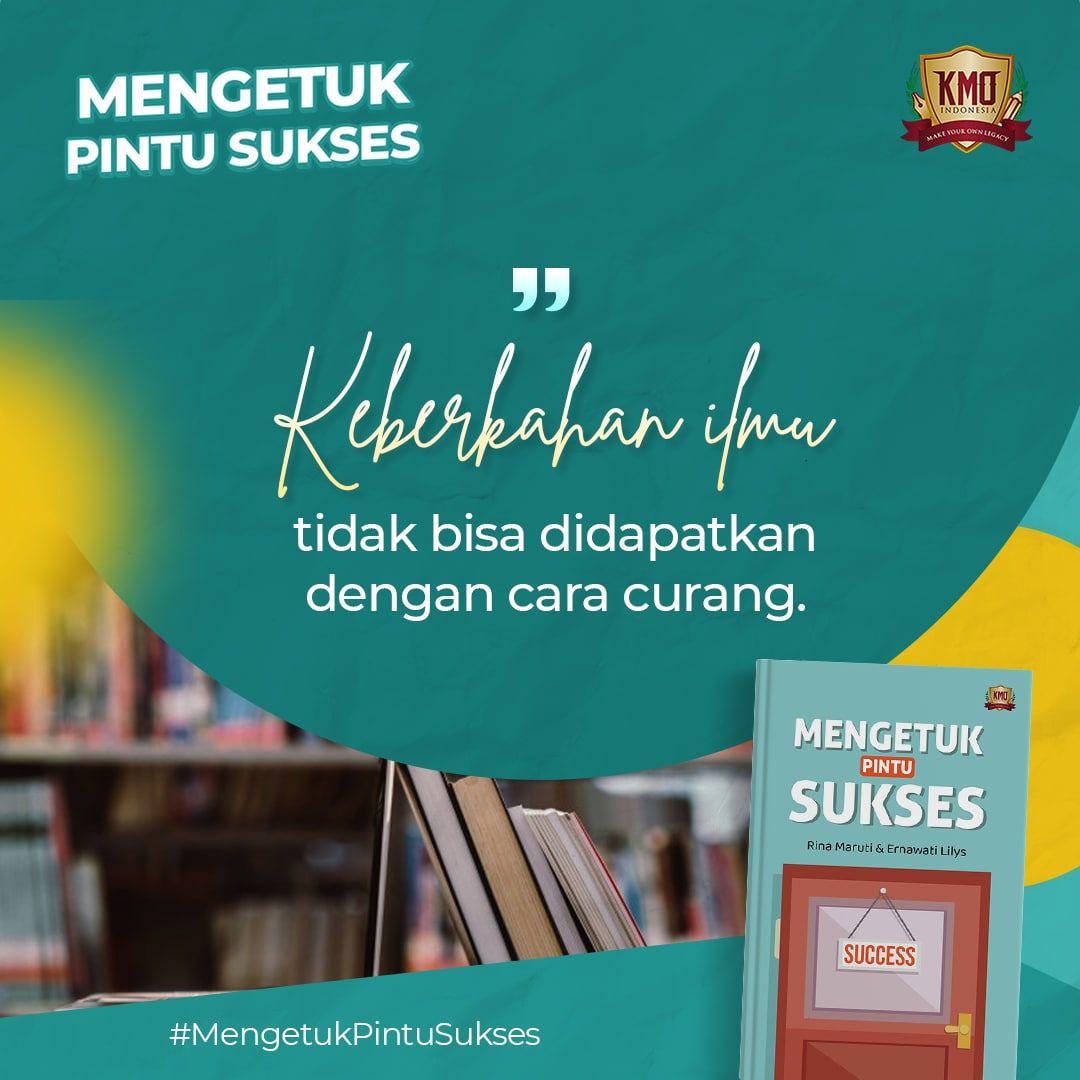 MENGETUK
PINTU SUKSES
KMO
INDONESIA
MAKE YOUR OWN LEGACY
”
Keberkahan ilmu
tidak bisa didapatkan
dengan cara curang.
KMO
MENGETUK
PINTU
SUKSES
Rina Maruti & Ernawati Lilys
SUCCESS
#MengetukPintuSukses